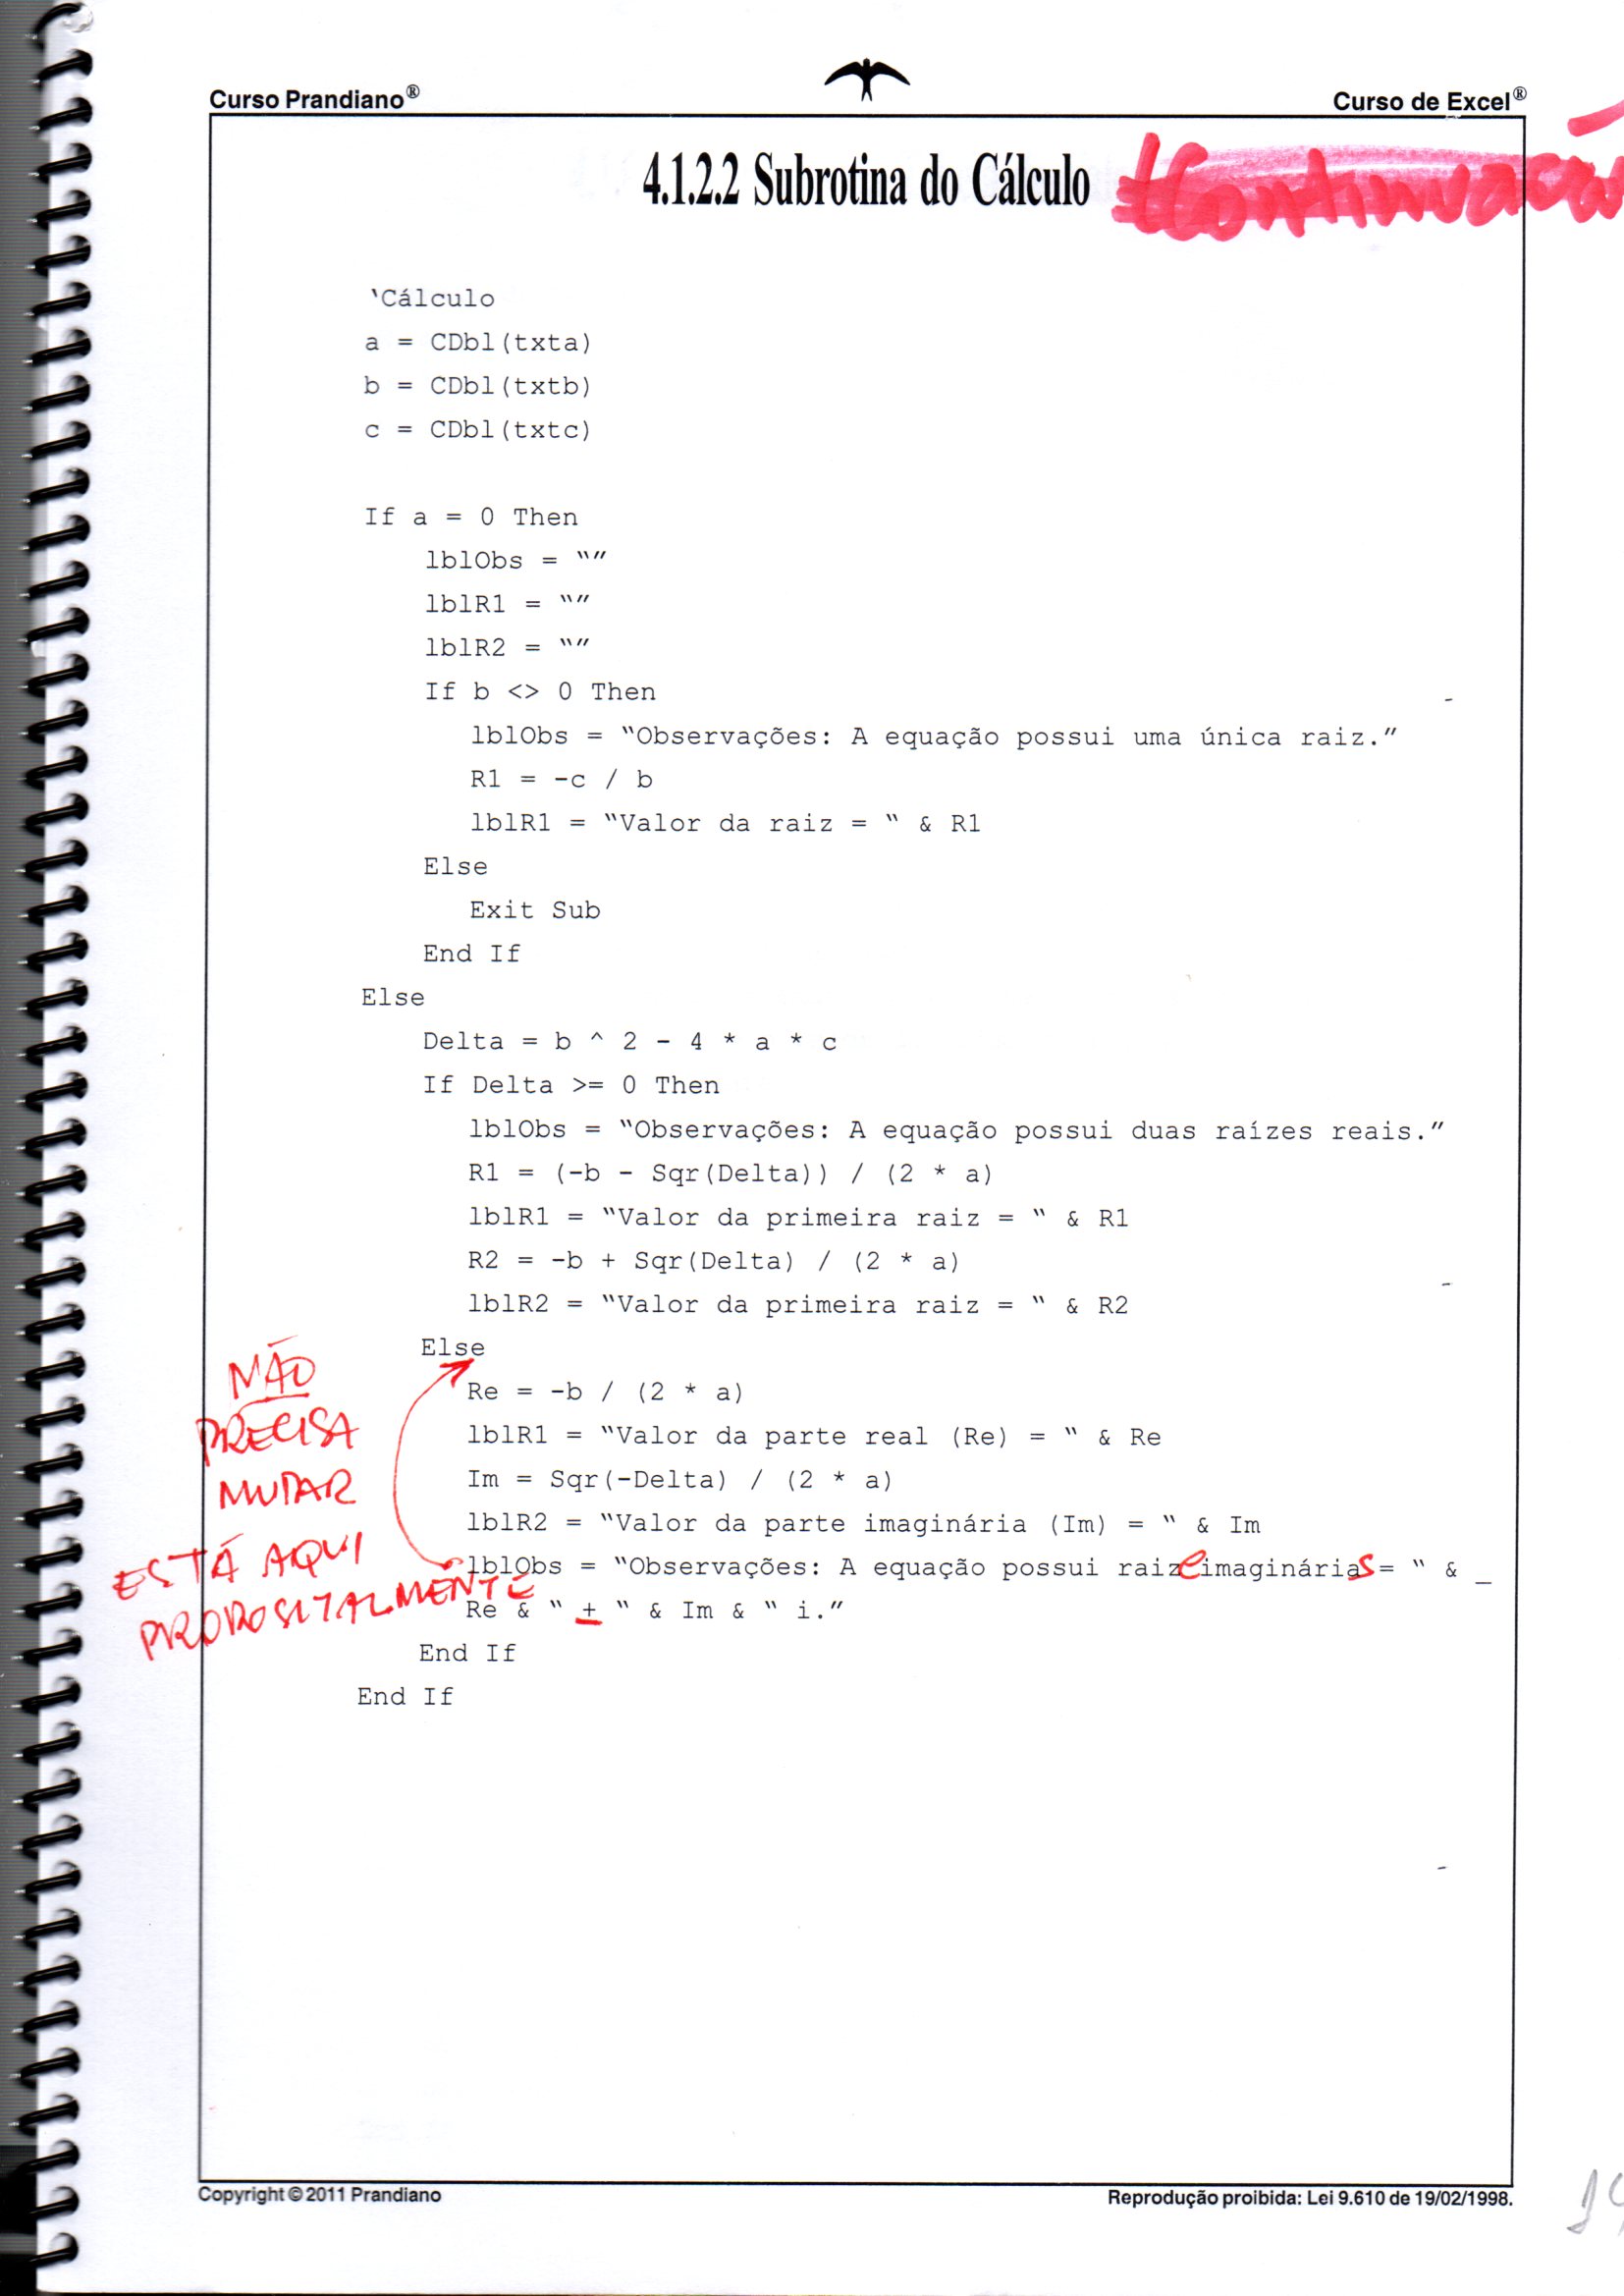 Curso Prandiano®
Curso de Excel®
4.1.2.2 Subrotina do Cálculo
‘Cálculo
a = CDbl(txta)
b = CDbl(txtb)
c = CDbl(txtc)
If a = 0 Then
lblObs = “”
lblR1 = “”
lblR2 = “”
If b <> 0 Then
lblObs = “Observações: A equação possui uma única raiz.”
R1 = -c / b
lblR1 = “Valor da raiz = “ & R1
Else
Exit Sub
End If
Else
Delta = b ^ 2 - 4 * a * c
If Delta >= 0 Then
lblObs = “Observações: A equação possui duas raízes reais.”
R1 = (-b - Sqr(Delta)) / (2 * a)
lblR1 = “Valor da primeira raiz = “ & R1
R2 = -b + Sqr(Delta) / (2 * a)
lblR2 = “Valor da primeira raiz = “ & R2
Else
Re = -b / (2 * a)
lblR1 = “Valor da parte real (Re) = “ & Re
Im = Sqr(-Delta) / (2 * a)
lblR2 = “Valor da parte imaginária (Im) = “ & Im
lblObs = “Observações: A equação possui raize imaginárias= “ & _
Re & “ + “ & Im & “ i.”
End If
End If
NÃO
PRECISA
MUDAR
ESTÁ AQUI
PROPOSITALMENTE
Copyright © 2011 Prandiano
Reprodução proibida: Lei 9.610 de 19/02/1998.